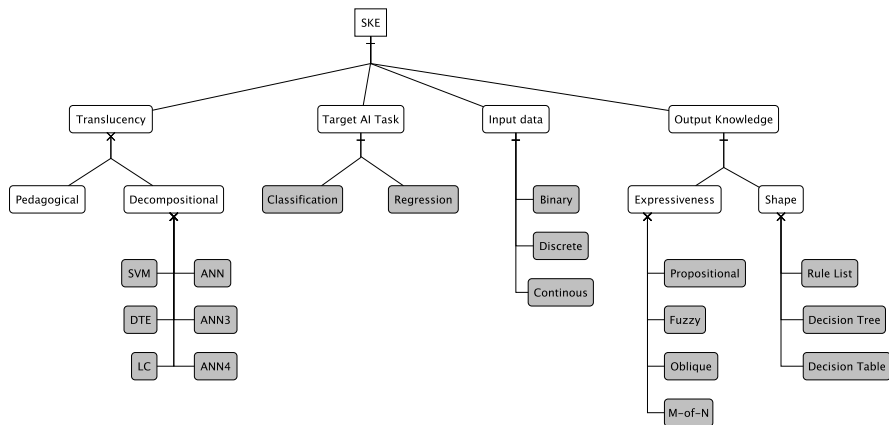 SKE
Translucency
Target AI Task
Input data
Output Knowledge
Pedagogical
Decompositional
Classification
Regression
Binary
Expressiveness
Shape
Discrete
Continous
SVM
ANN
Propositional
Rule List
DTE
ANN3
Fuzzy
Decision Tree
LC
ANN4
Oblique
Decision Table
M-of-N